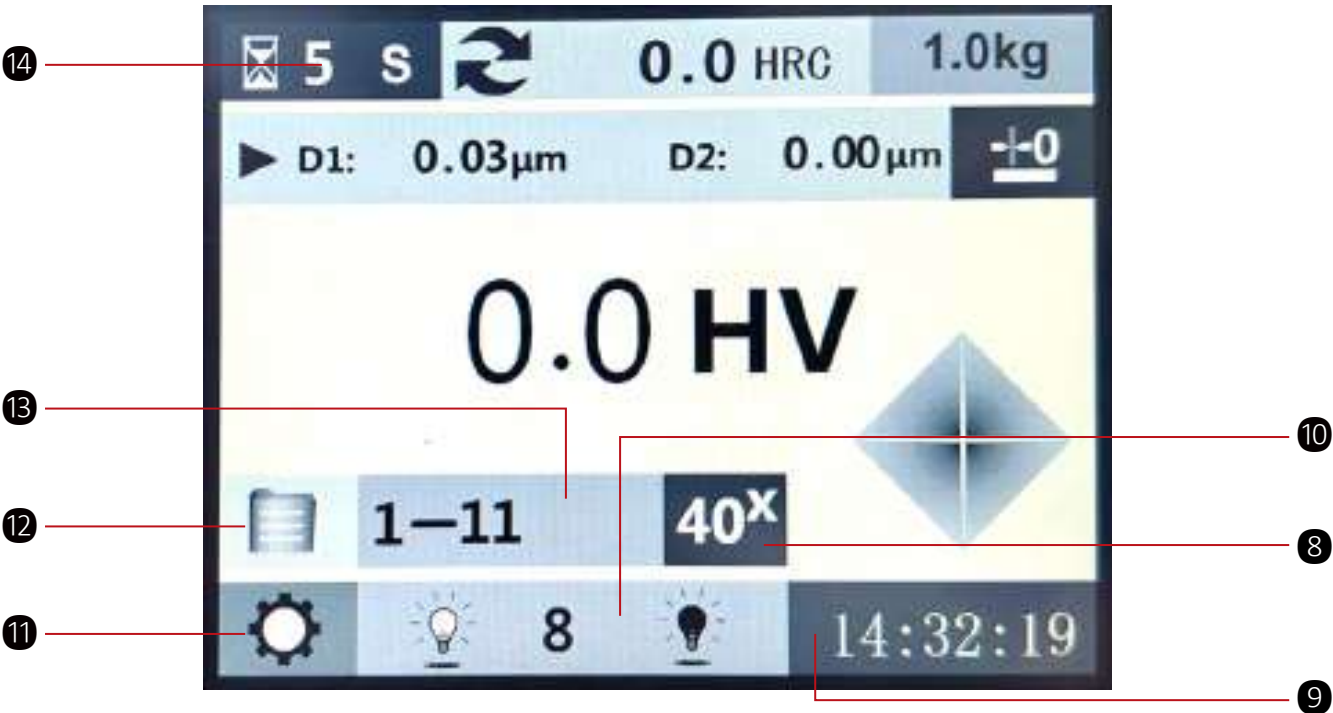 ⓮ 5 S 0.0 HRC 1.0kg
D1: 0.03μm D2: 0.00μm ±0
0.0 HV
⓭ ❿
⓬ 1—11 40X ❽
⓫ 8 14:32:19
❾